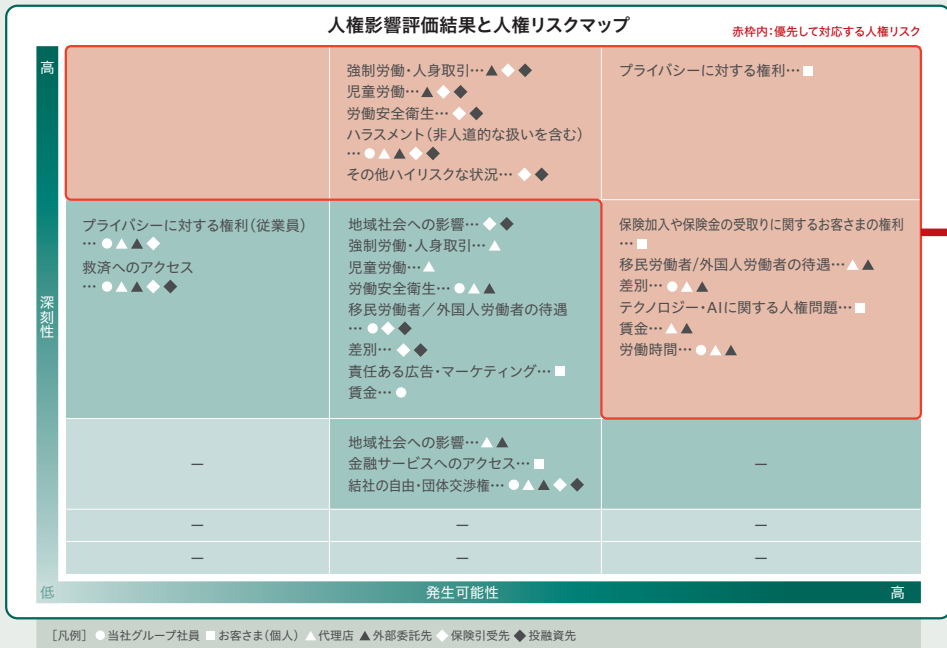 人権影響評価結果と人権リスクマップ
赤枠内：優先して対応する人権リスク
高
強制労働・人身取引…▲◇◆
児童労働…▲◇◆
労働安全衛生…◇◆
ハラスメント（非人道的な扱いを含む）
…○△▲◇◆
その他ハイリスクな状況…◇◆
プライバシーに対する権利…□
深刻性
プライバシーに対する権利（従業員）
…○△▲◇
救済へのアクセス
…○△▲◇◆
地域社会への影響…◇◆
強制労働・人身取引…△
児童労働…△
労働安全衛生…○△▲
移民労働者／外国人労働者の待遇
…○◇◆
差別…◇◆
責任ある広告・マーケティング…□
賃金…○
保険加入や保険金の受取りに関するお客さまの権利
…□
移民労働者/外国人労働者の待遇…△▲
差別…○△▲
テクノロジー・AIに関する人権問題…□
賃金…△▲
労働時間…○△▲
－
地域社会への影響…△▲
金融サービスへのアクセス…□
結社の自由・団体交渉権…○△▲◇◆
－
－ － －
－ － －
低 発生可能性 高
［凡例］○当社グループ社員 □お客さま（個人） △代理店 ▲外部委託先 ◇保険引受先 ◆投融資先